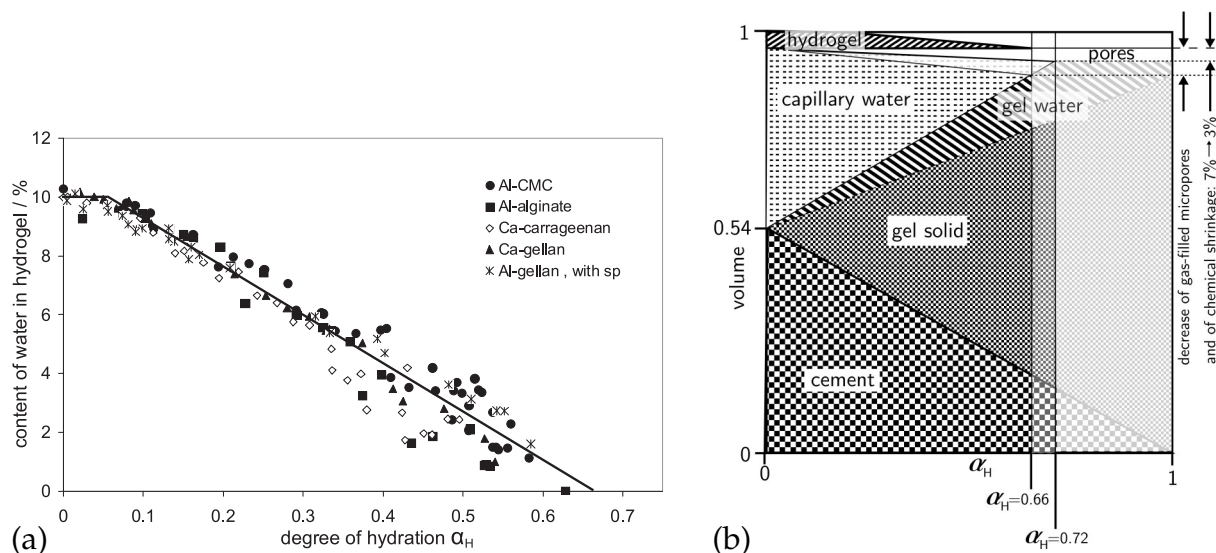 (a)
content of water in hydrogel / %
12
10
8
6
4
2
0
0
0.1
0.2
0.3
0.4
0.5
0.6
0.7
degree of hydration αH
Al-CMC
Al-alginate
Ca-carrageenan
Ca-gellan
Al-gellan , with sp
(b)
volume
1
0.54
0
hydrogel
capillary water
cement
gel solid
gel water
pores
0
αH
1
αH=0.66
αH=0.72
decrease of gas-filled micropores
and of chemical shrinkage: 7% → 3%